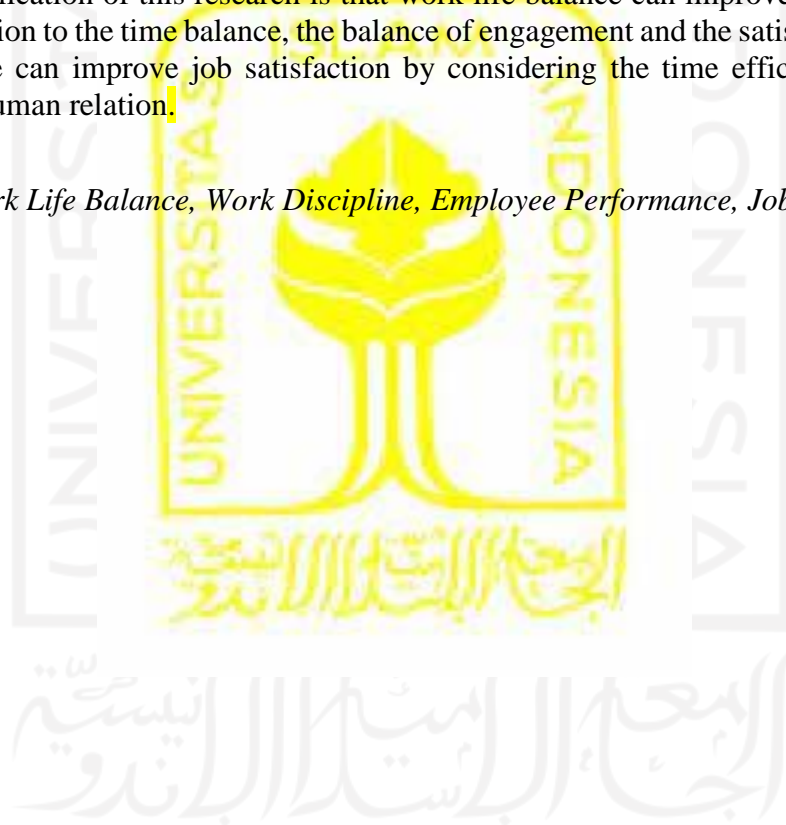 lication of this research is that work life balance can improve
ion to the time balance, the balance of engagement and the satis
e can improve job satisfaction by considering the time effic
uman relation.
rk Life Balance, Work Discipline, Employee Performance, Job
ISLAM
UNIVERSITAS
INDONESIA